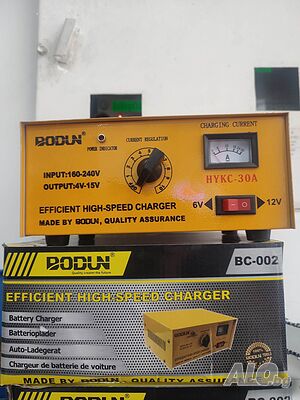 BODUN
POWER INDICATOR
CURRENT REGULATION
CHARGING CURRENT
A
INPUT:160-240V
OUTPUT:4V-15V
HYKC-30A
6V
12V
EFFICIENT HIGH-SPEED CHARGER
MADE BY BODUN, QUALITY ASSURANCE
BODUN
BC-002
EFFICIENT HIGH-SPEED CHARGER
Battery Charger
Batterioplader
Auto-Ladegerat
Chargeur de batterie de voiture
MADE BY BODUN, QUALITY ASSURANCE
ALO.bg
BC-002